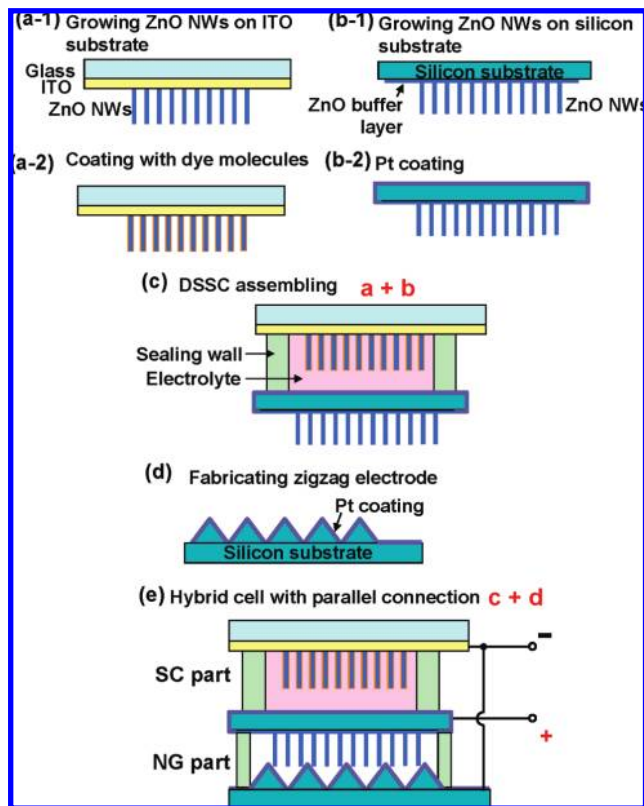 (a-1) Growing ZnO NWs on ITO
substrate
Glass
ITO
ZnO NWs
(b-1) Growing ZnO NWs on silicon
substrate
Silicon substrate
ZnO buffer
layer
ZnO NWs
(a-2) Coating with dye molecules
(b-2) Pt coating
(c) DSSC assembling a + b
Sealing wall
Electrolyte
(d) Fabricating zigzag electrode
Pt coating
Silicon substrate
(e) Hybrid cell with parallel connection c + d
-
SC part
+
NG part